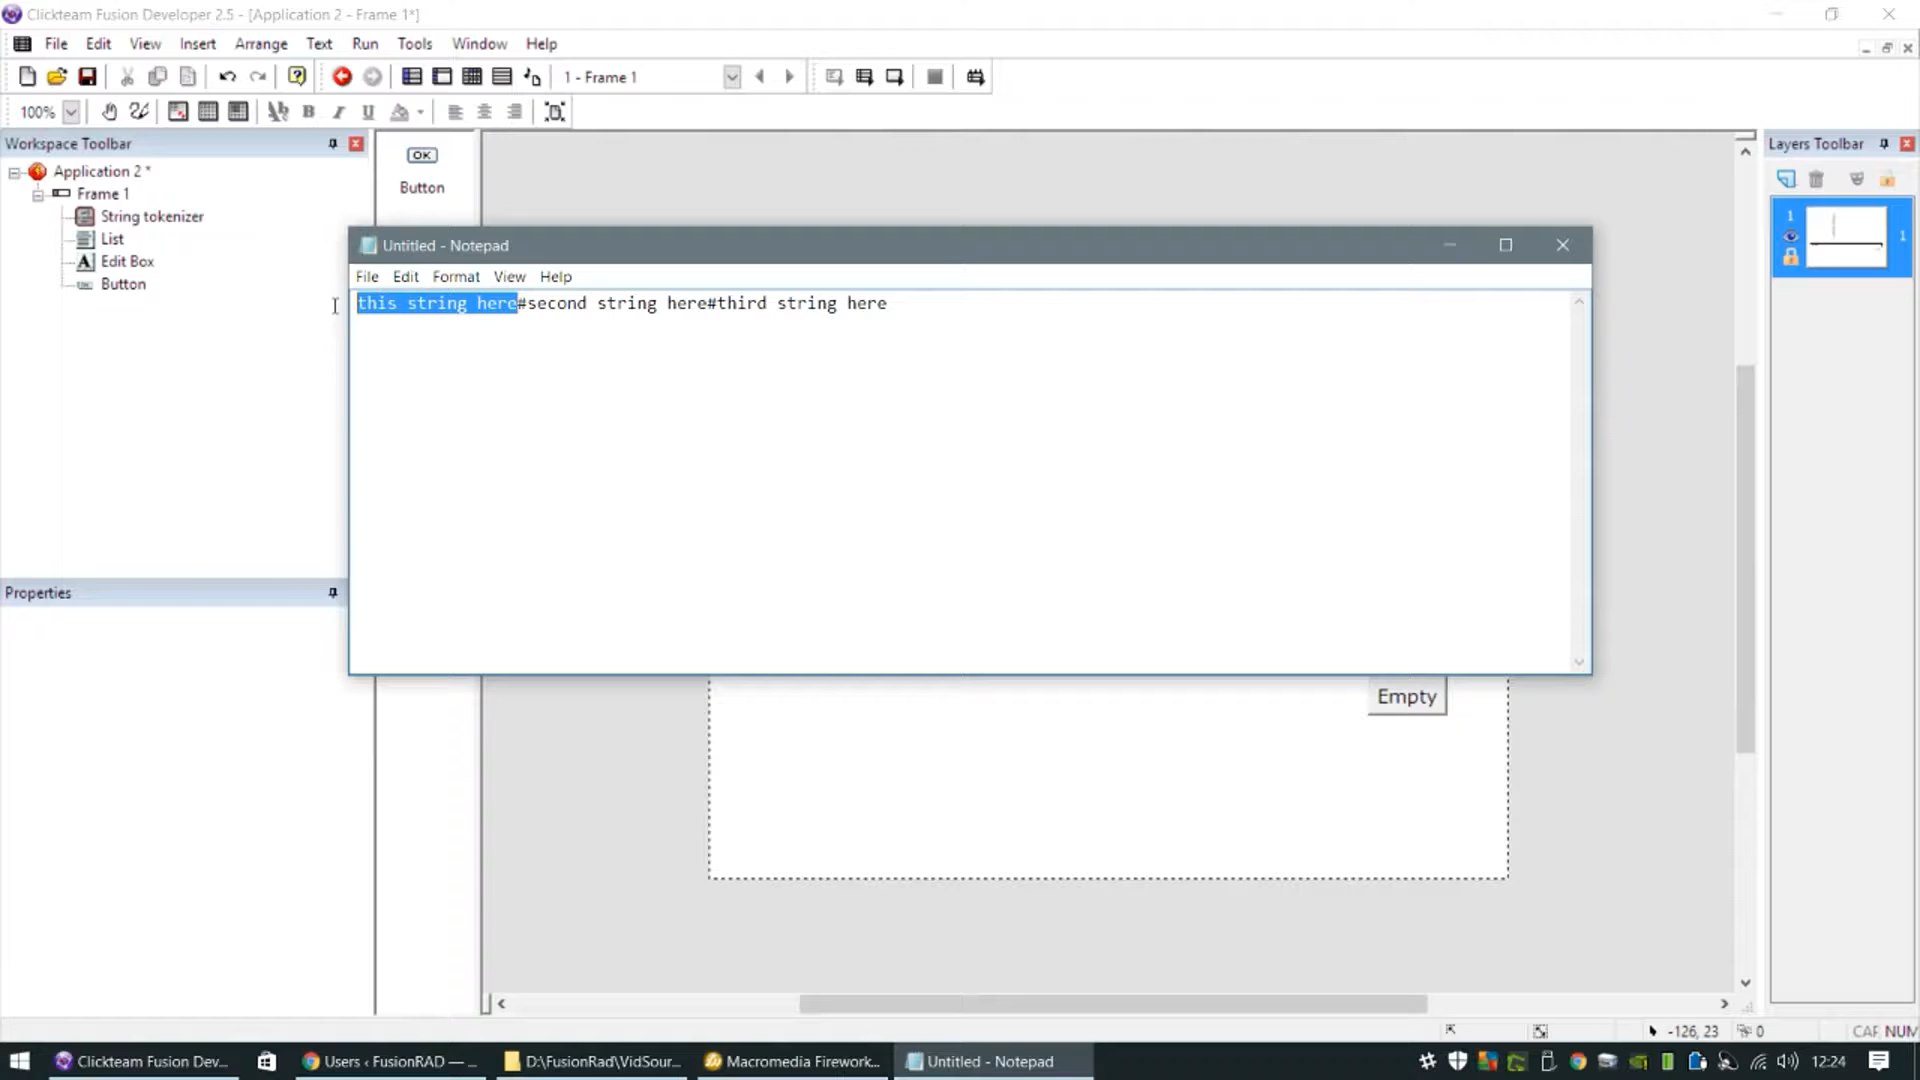 Clickteam Fusion Developer 2.5 - [Application 2 - Frame 1*]
File Edit View Insert Arrange Text Run Tools Window Help
1 - Frame 1
100%
Workspace Toolbar
Application 2 *
Frame 1
String tokenizer
List
Edit Box
Button
OK
Button
Layers Toolbar
1
1
Untitled - Notepad
File Edit Format View Help
this string here#second string here#third string here
Empty
Properties
-126, 23
0
CAF NUM
Clickteam Fusion Dev...
Users ‹ FusionRAD — ...
D:\FusionRad\VidSour...
Macromedia Firework...
Untitled - Notepad
12:24